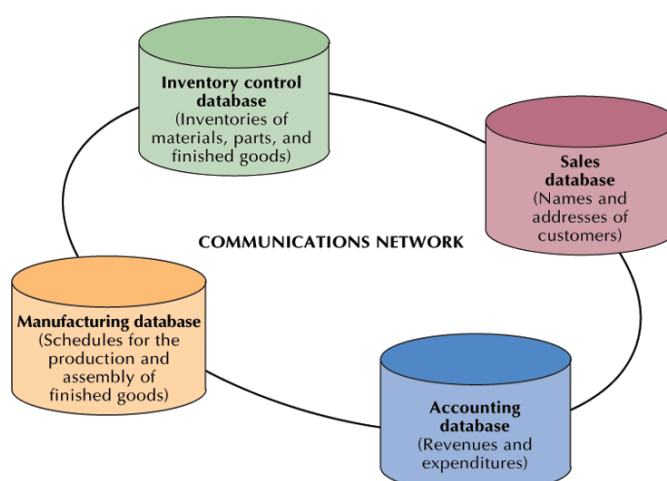 Inventory control
database
(Inventories of
materials, parts, and
finished goods)
Sales
database
(Names and
addresses of
customers)
COMMUNICATIONS NETWORK
Manufacturing database
(Schedules for the
production and
assembly of
finished goods)
Accounting
database
(Revenues and
expenditures)